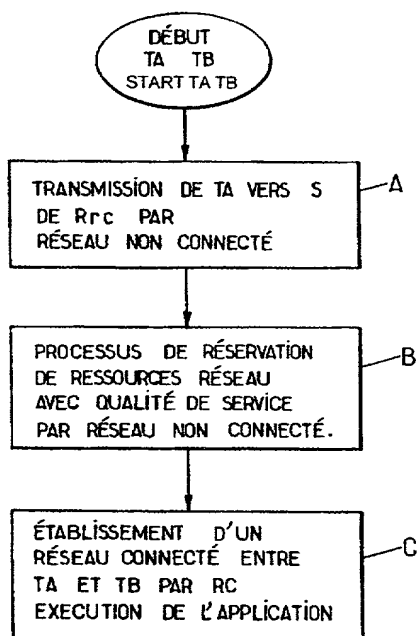 DÉBUT
TA TB
START TA TB
TRANSMISSION DE TA VERS S
DE Rrc PAR
RÉSEAU NON CONNECTÉ
A
PROCESSUS DE RÉSERVATION
DE RESSOURCES RÉSEAU
AVEC QUALITÉ DE SERVICE
PAR RÉSEAU NON CONNECTÉ.
B
ÉTABLISSEMENT D'UN
RÉSEAU CONNECTÉ ENTRE
TA ET TB PAR RC
EXECUTION DE L'APPLICATION
C